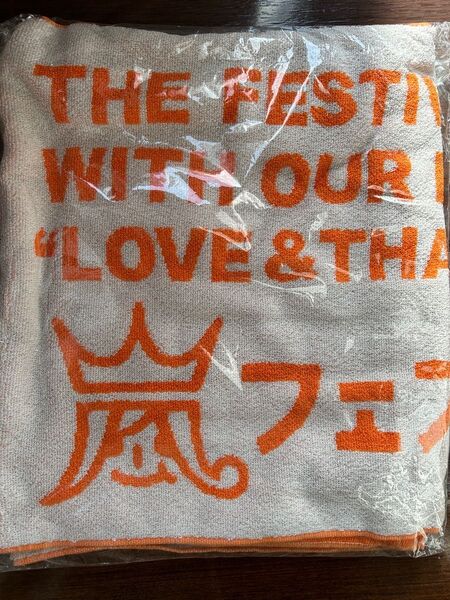 THE FESTIV
WITH OUR
“LOVE & THA
嵐フェ